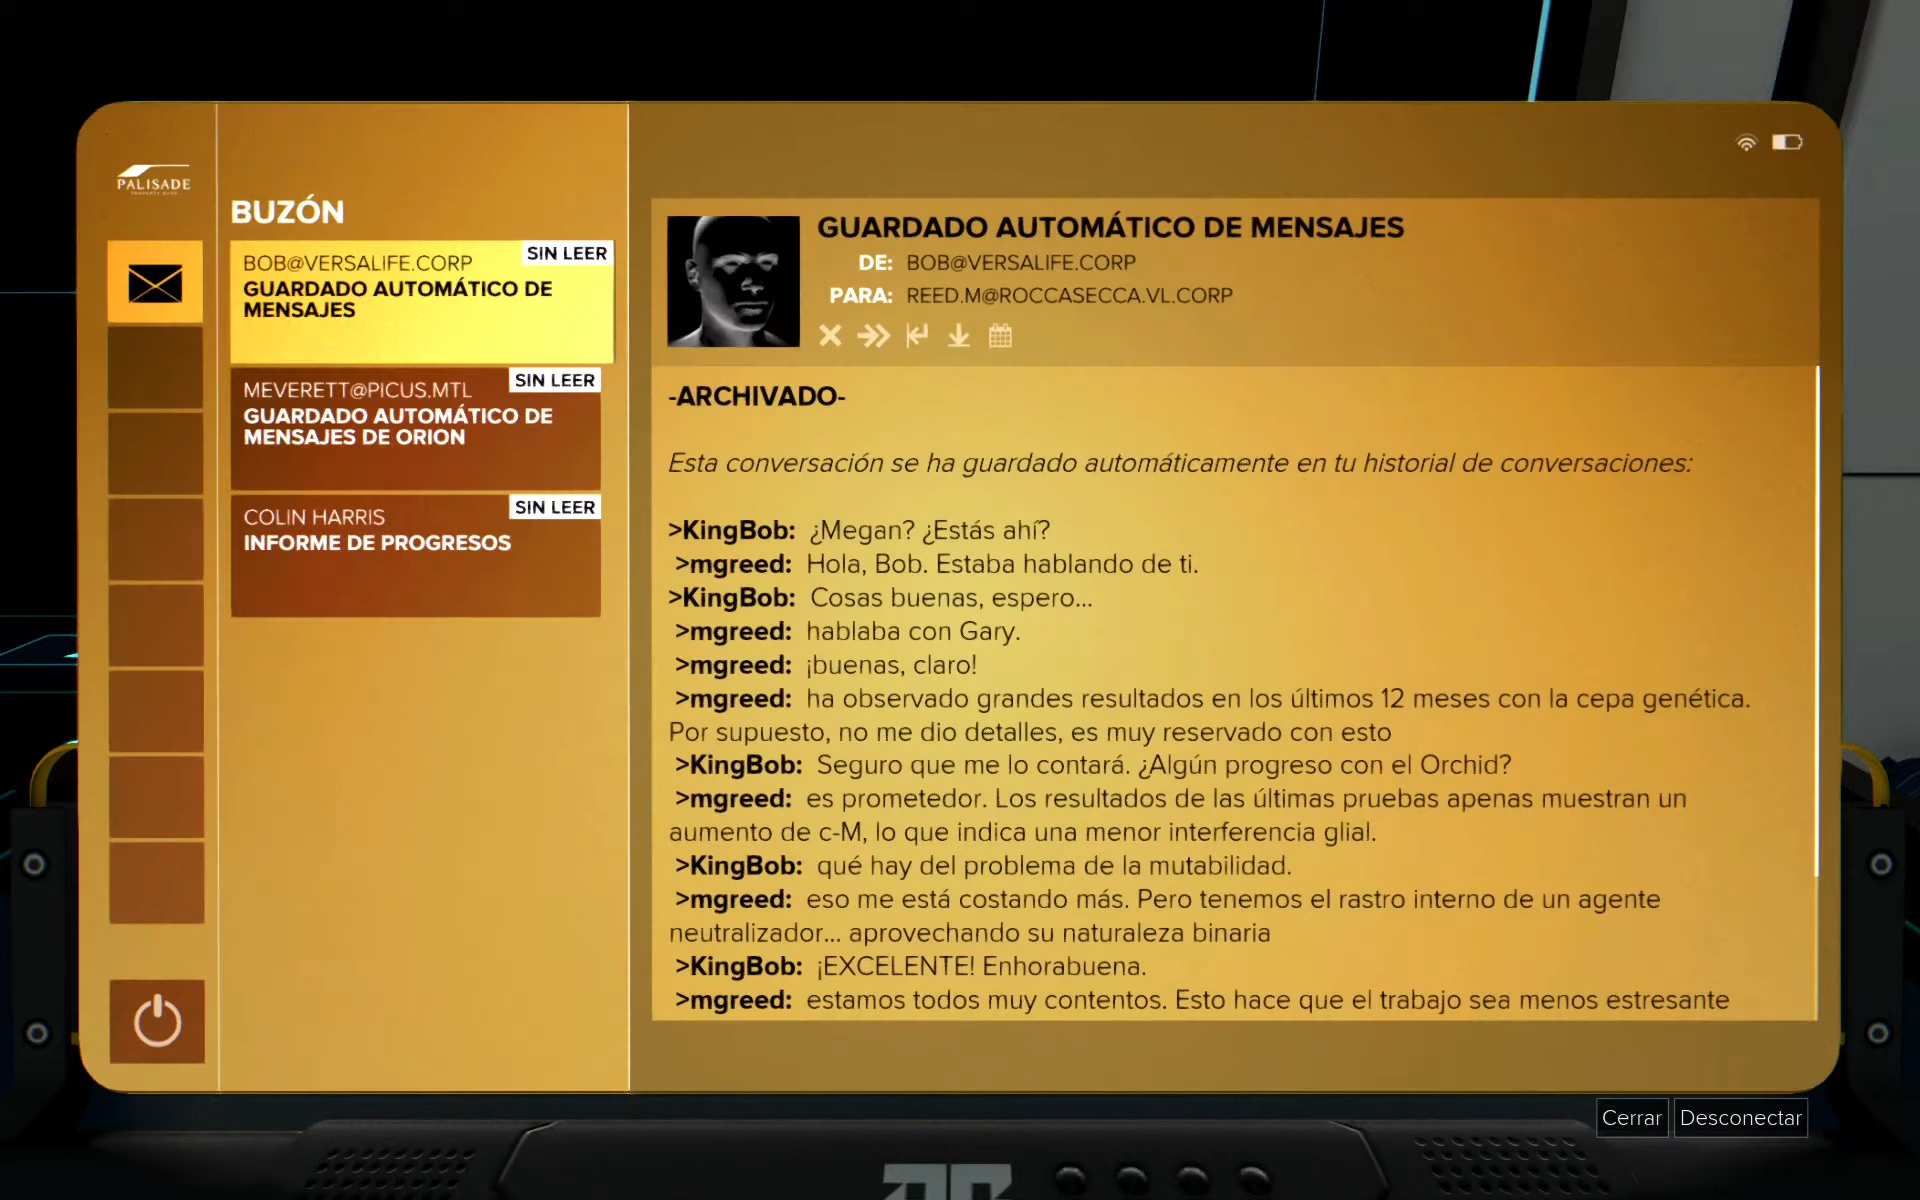 PALISADE
BUZÓN
SIN LEER
BOB@VERSALIFE.CORP
GUARDADO AUTOMÁTICO DE
MENSAJES
SIN LEER
MEVERETT@PICUS.MTL
GUARDADO AUTOMÁTICO DE
MENSAJES DE ORION
SIN LEER
COLIN HARRIS
INFORME DE PROGRESOS
GUARDADO AUTOMÁTICO DE MENSAJES
DE: BOB@VERSALIFE.CORP
PARA: REED.M@ROCCASECCA.VL.CORP
-ARCHIVADO-
Esta conversación se ha guardado automáticamente en tu historial de conversaciones:
>KingBob: ¿Megan? ¿Estás ahí?
>mgreed: Hola, Bob. Estaba hablando de ti.
>KingBob: Cosas buenas, espero...
>mgreed: hablaba con Gary.
>mgreed: ¡buenas, claro!
>mgreed: ha observado grandes resultados en los últimos 12 meses con la cepa genética.
Por supuesto, no me dio detalles, es muy reservado con esto
>KingBob: Seguro que me lo contará. ¿Algún progreso con el Orchid?
>mgreed: es prometedor. Los resultados de las últimas pruebas apenas muestran un
aumento de c-M, lo que indica una menor interferencia glial.
>KingBob: qué hay del problema de la mutabilidad.
>mgreed: eso me está costando más. Pero tenemos el rastro interno de un agente
neutralizador... aprovechando su naturaleza binaria
>KingBob: ¡EXCELENTE! Enhorabuena.
>mgreed: estamos todos muy contentos. Esto hace que el trabajo sea menos estresante
Cerrar
Desconectar